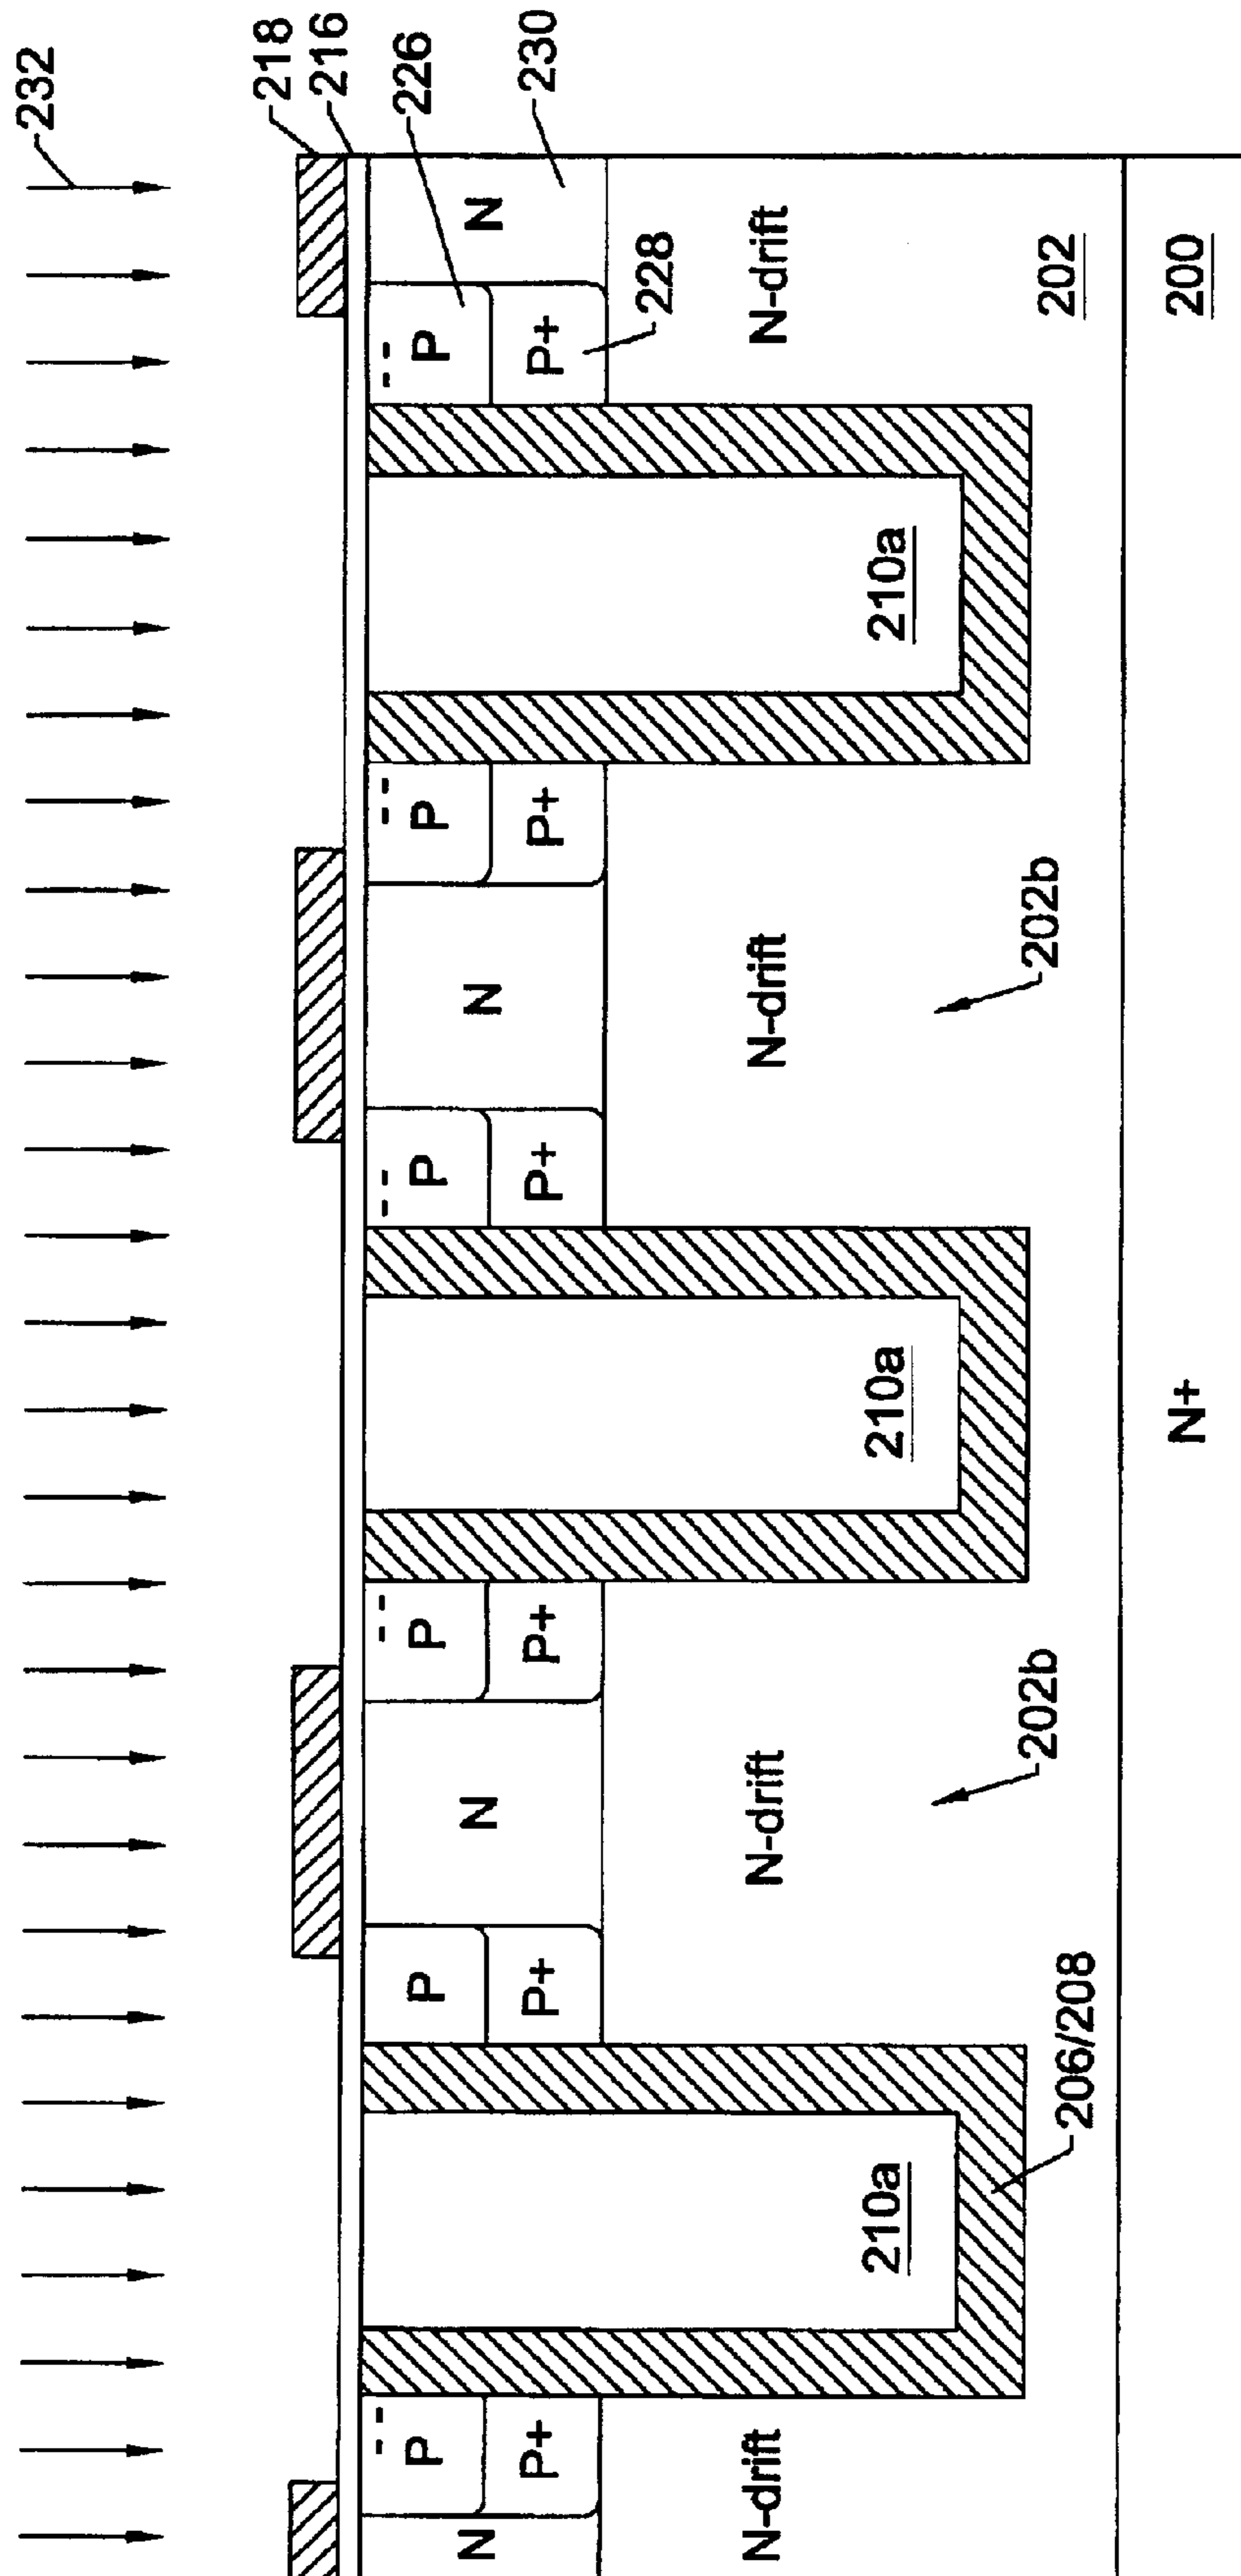 232
218
216
226
P P P P P P
N N N N
230
P+ P+ P+ P+ P+ P+
228
N-drift N-drift N-drift N-drift
210a 210a 210a
206/208 202b 202b 202
N+ 200